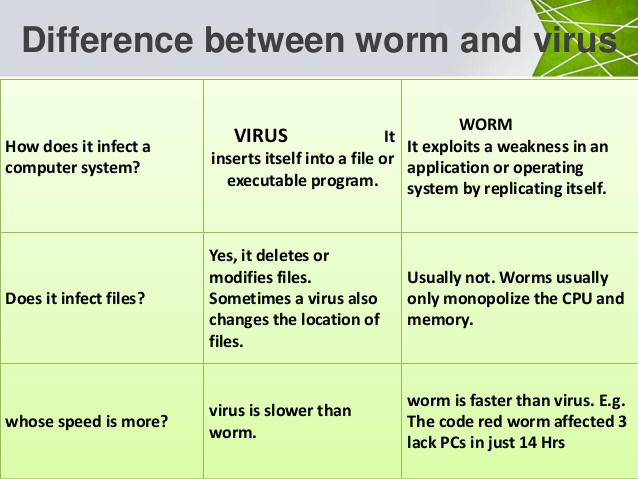 Difference between worm and virus
How does it infect a
computer system?
VIRUS It
inserts itself into a file or
executable program.
WORM
It exploits a weakness in an
application or operating
system by replicating itself.
Does it infect files?
Yes, it deletes or
modifies files.
Sometimes a virus also
changes the location of
files.
Usually not. Worms usually
only monopolize the CPU and
memory.
whose speed is more?
virus is slower than
worm.
worm is faster than virus. E.g.
The code red worm affected 3
lack PCs in just 14 Hrs